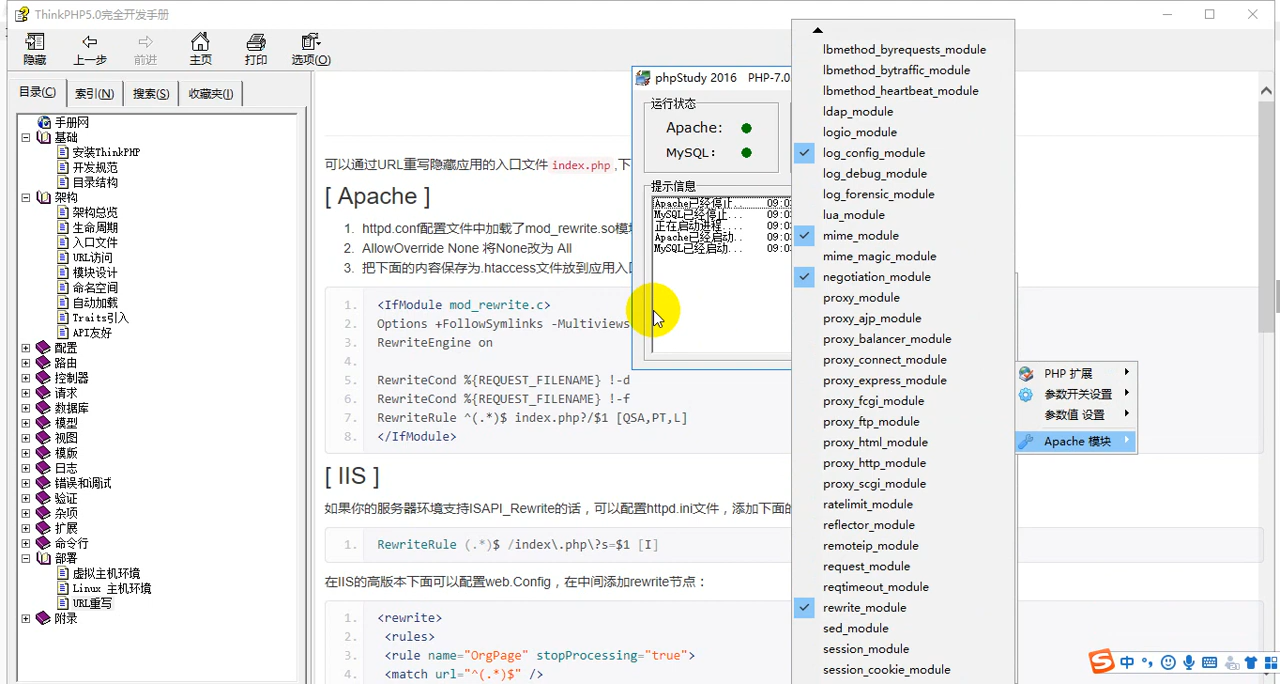 ThinkPHP5.0完全开发手册
隐藏
上一步
前进
主页
打印
选项(O)
目录(C)
索引(N)
搜索(S)
收藏夹(I)
手册网
基础
安装ThinkPHP
开发规范
目录结构
架构
架构总览
生命周期
入口文件
URL访问
模块设计
命名空间
自动加载
Traits引入
API友好
配置
路由
控制器
请求
数据库
模型
视图
模版
日志
错误和调试
验证
杂项
扩展
命令行
部署
虚拟主机环境
Linux 主机环境
URL重写
附录
可以通过URL重写隐藏应用的入口文件 index.php ,下
[ Apache ]
1. httpd.conf配置文件中加载了mod_rewrite.so模
2. AllowOverride None 将None改为 All
3. 把下面的内容保存为.htaccess文件放到应用入
1. <IfModule mod_rewrite.c>
2. Options +FollowSymlinks -Multiviews
3. RewriteEngine on
4.
5. RewriteCond %{REQUEST_FILENAME} !-d
6. RewriteCond %{REQUEST_FILENAME} !-f
7. RewriteRule ^(.*)$ index.php?/$1 [QSA,PT,L]
8. </IfModule>
[ IIS ]
如果你的服务器环境支持ISAPI_Rewrite的话，可以配置httpd.ini文件，添加下面的
1. RewriteRule (.*)$ /index\.php\?s=$1 [I]
在IIS的高版本下面可以配置web.Config，在中间添加rewrite节点：
1. <rewrite>
2. <rules>
3. <rule name="OrgPage" stopProcessing="true">
4. <match url="^(.*)$" />
phpStudy 2016 PHP-7.0
运行状态
Apache:
MySQL:
提示信息
Apache已经停止... 09:0
MySQL已经停止... 09:0
正在启动进程... 09:0
Apache已经启动.. 09:0
MySQL已经启动... 09:0
lbmethod_byrequests_module
lbmethod_bytraffic_module
lbmethod_heartbeat_module
ldap_module
logio_module
log_config_module
log_debug_module
log_forensic_module
lua_module
mime_module
mime_magic_module
negotiation_module
proxy_module
proxy_ajp_module
proxy_balancer_module
proxy_connect_module
proxy_express_module
proxy_fcgi_module
proxy_ftp_module
proxy_html_module
proxy_http_module
proxy_scgi_module
ratelimit_module
reflector_module
remoteip_module
request_module
reqtimeout_module
rewrite_module
sed_module
session_module
session_cookie_module
PHP 扩展
参数开关设置
参数值 设置
Apache 模块
中